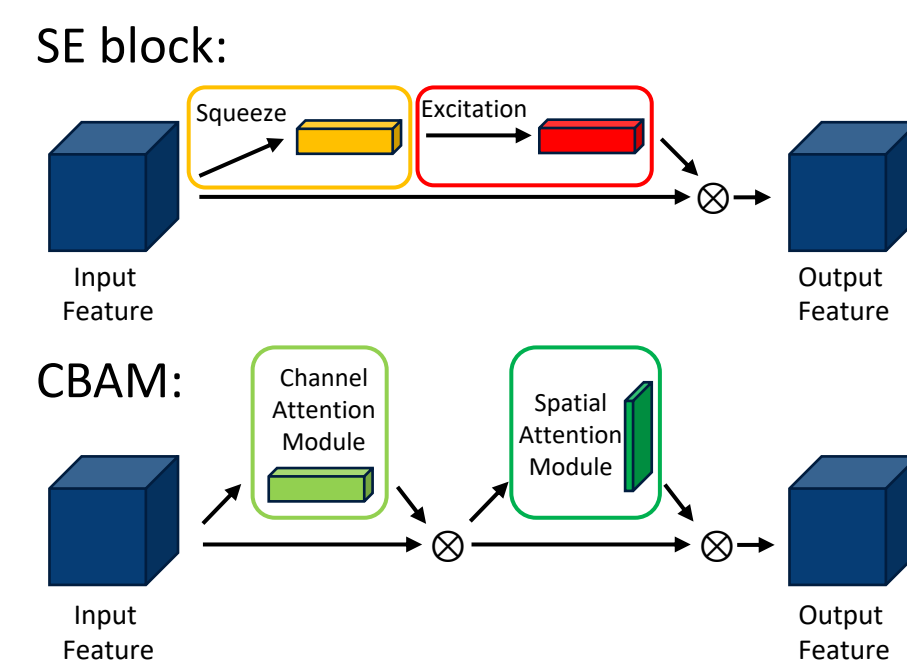 SE block:
Squeeze
Excitation
Input
Feature
Output
Feature
CBAM:
Channel
Attention
Module
Spatial
Attention
Module
Input
Feature
Output
Feature